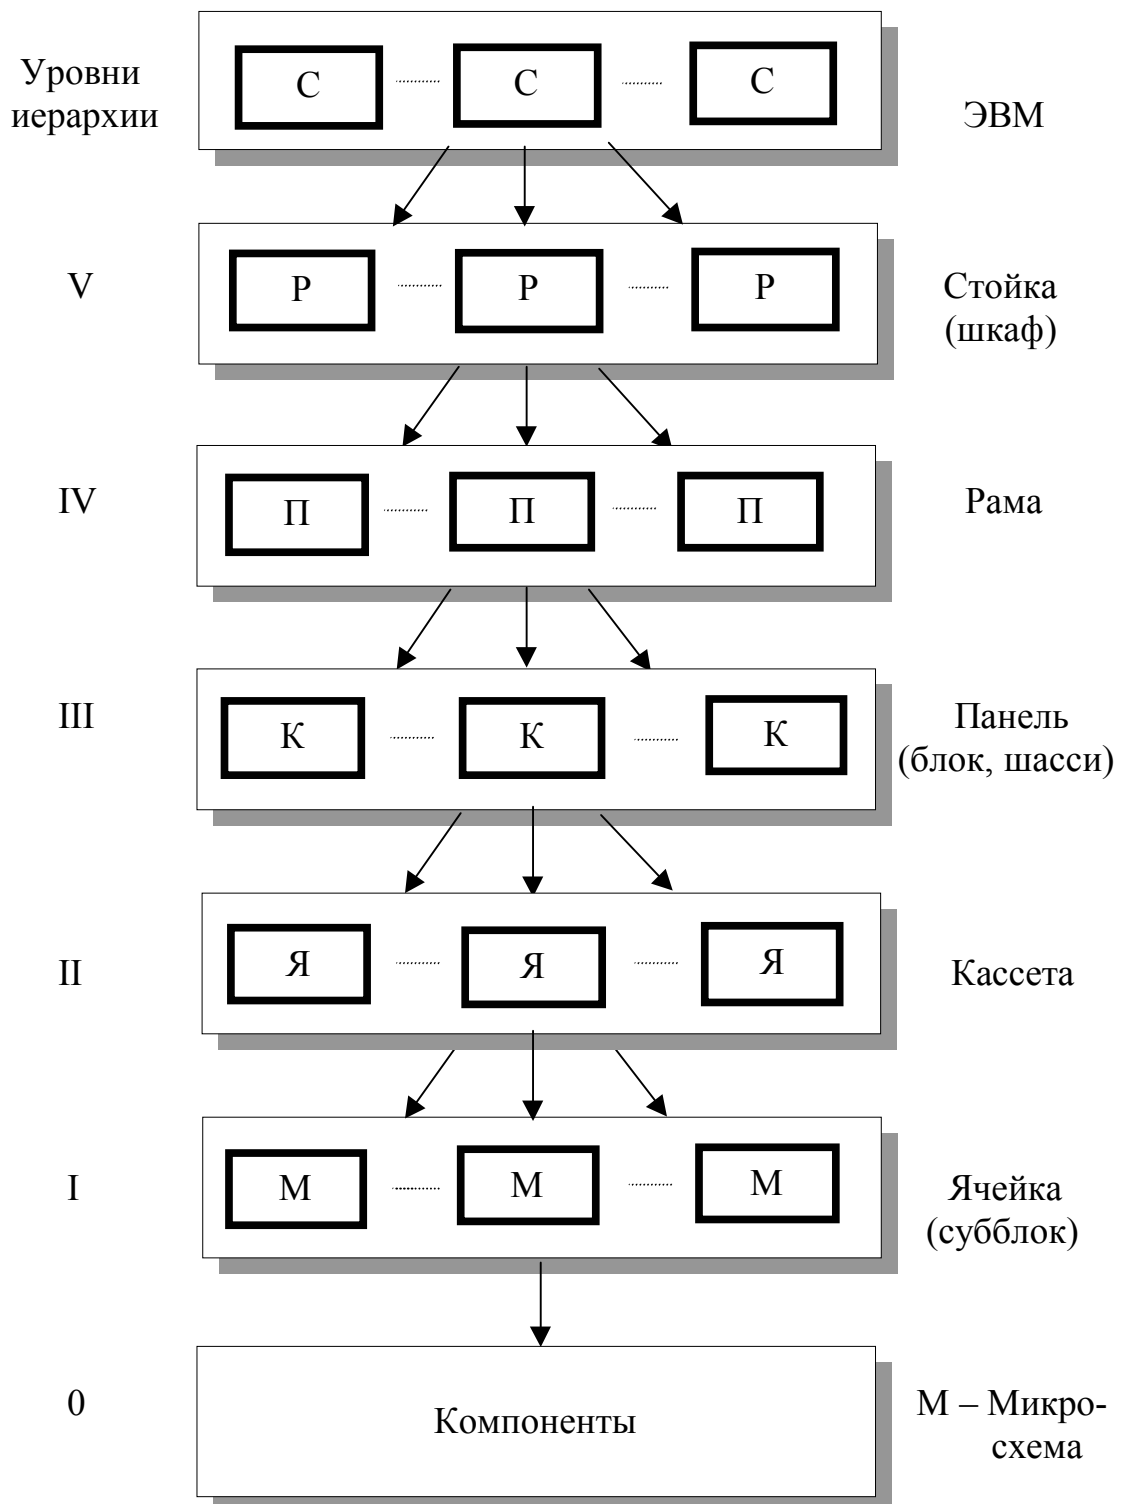 Уровни
иерархии
С С С
ЭВМ
V
Р Р Р
Стойка
(шкаф)
IV
П П П
Рама
III
К К К
Панель
(блок, шасси)
II
Я Я Я
Кассета
I
М М М
Ячейка
(субблок)
0
Компоненты
М – Микро-
схема